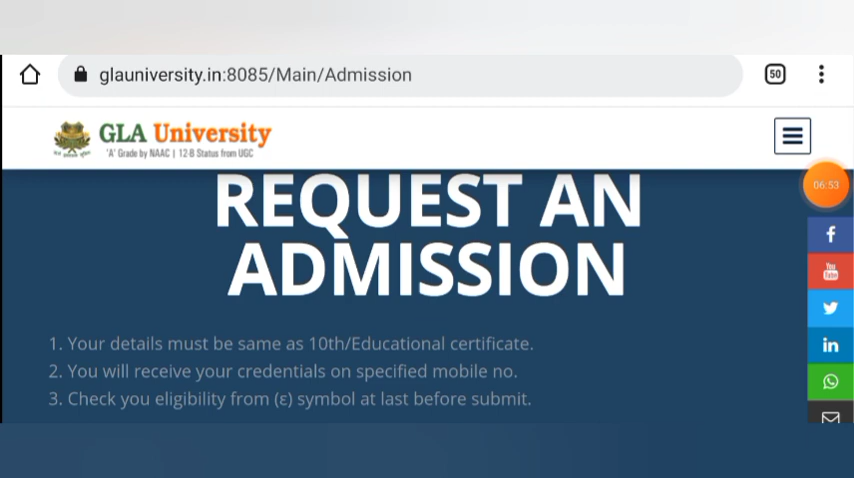 glauniversity.in:8085/Main/Admission
50
GLA University
'A' Grade by NAAC | 12-B Status from UGC
06:53
REQUEST AN
ADMISSION
You
Tube
1. Your details must be same as 10th/Educational certificate.
2. You will receive your credentials on specified mobile no.
3. Check you eligibility from (ε) symbol at last before submit.